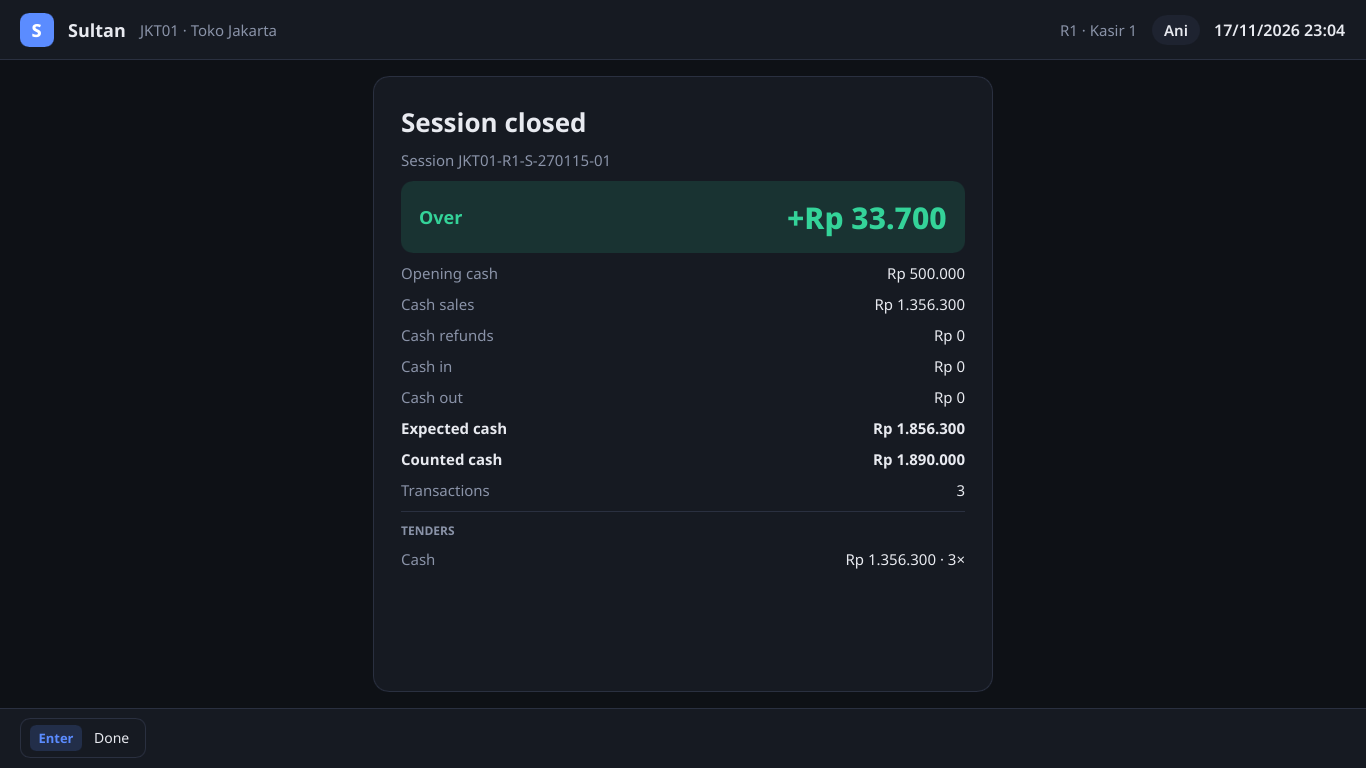 S Sultan JKT01 · Toko Jakarta R1 · Kasir 1 Ani 17/11/2026 23:04
Session closed
Session JKT01-R1-S-270115-01
Over +Rp 33.700
Opening cash Rp 500.000
Cash sales Rp 1.356.300
Cash refunds Rp 0
Cash in Rp 0
Cash out Rp 0
Expected cash Rp 1.856.300
Counted cash Rp 1.890.000
Transactions 3
TENDERS
Cash Rp 1.356.300 · 3×
Enter Done